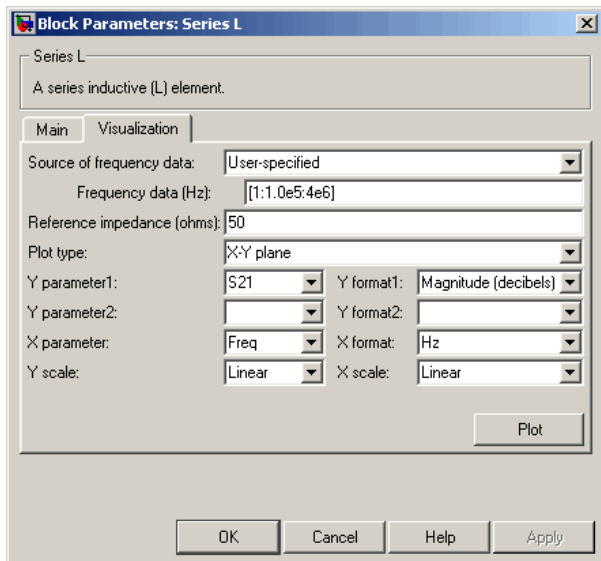 Block Parameters: Series L
Series L
A series inductive (L) element.
Main Visualization
Source of frequency data: User-specified
Frequency data (Hz): [1:1.0e5:4e6]
Reference impedance (ohms): 50
Plot type: X-Y plane
Y parameter1: S21 Y format1: Magnitude (decibels)
Y parameter2: Y format2:
X parameter: Freq X format: Hz
Y scale: Linear X scale: Linear
Plot
OK Cancel Help Apply